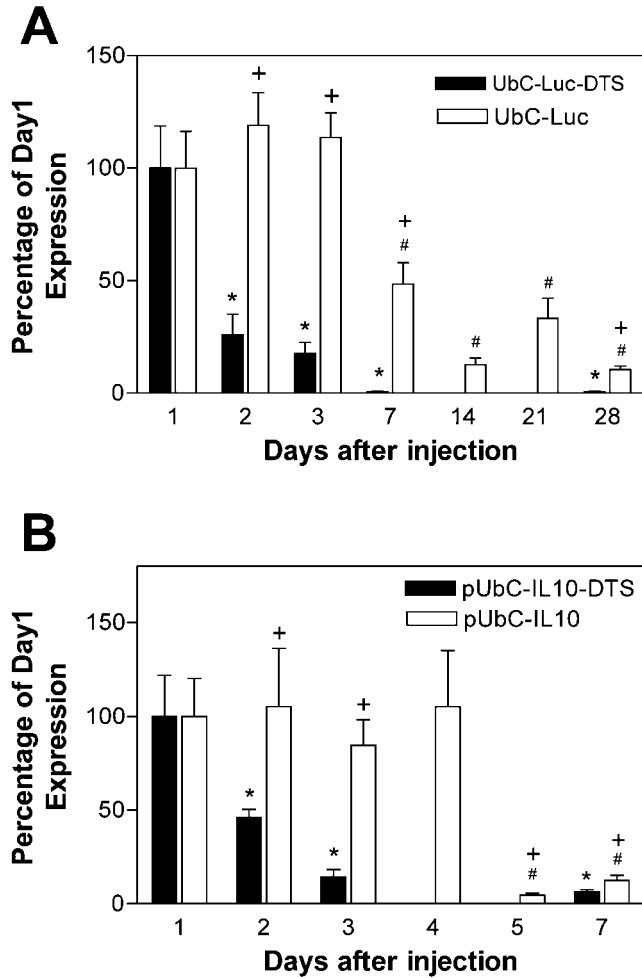 A
150
100
50
0
Percentage of Day1
Expression
UbC-Luc-DTS
UbC-Luc
+
+
+
#
#
#
+
#
*
*
*
*
1 2 3 7 14 21 28
Days after injection
B
150
100
50
0
Percentage of Day1
Expression
pUbC-IL10-DTS
pUbC-IL10
+
+
+
#
+
#
*
*
*
1 2 3 4 5 7
Days after injection